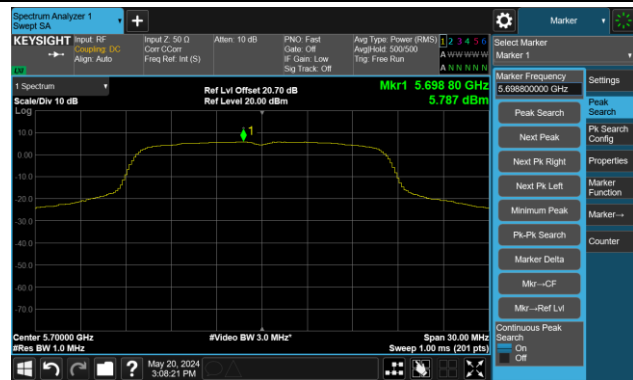 Spectrum Analyzer 1
Swept SA
Marker
KEYSIGHT
Input: RF
Coupling: DC
Align: Auto
Input Z: 50 Ω
Corr CCorr
Freq Ref: Int (S)
Atten: 10 dB
PNO: Fast
Gate: Off
IF Gain: Low
Sig Track: Off
Avg Type: Power (RMS)
Avg|Hold: 500/500
Trig: Free Run
1 2 3 4 5 6
A W W W W W
A N N N N N
Select Marker
Marker 1
1 Spectrum
Scale/Div 10 dB
Log
Ref Lvl Offset 20.70 dB
Ref Level 20.00 dBm
Mkr1 5.698 80 GHz
5.787 dBm
10.0
0.00
-10.0
-20.0
-30.0
-40.0
-50.0
-60.0
-70.0
1
Center 5.70000 GHz
#Res BW 1.0 MHz
#Video BW 3.0 MHz*
Span 30.00 MHz
Sweep 1.00 ms (201 pts)
Marker Frequency
5.698800000 GHz
Peak Search
Next Peak
Next Pk Right
Next Pk Left
Minimum Peak
Pk-Pk Search
Marker Delta
Mkr→CF
Mkr→Ref Lvl
Continuous Peak
Search
On
Off
Settings
Peak
Search
Pk Search
Config
Properties
Marker
Function
Marker→
Counter
May 20, 2024
3:08:21 PM